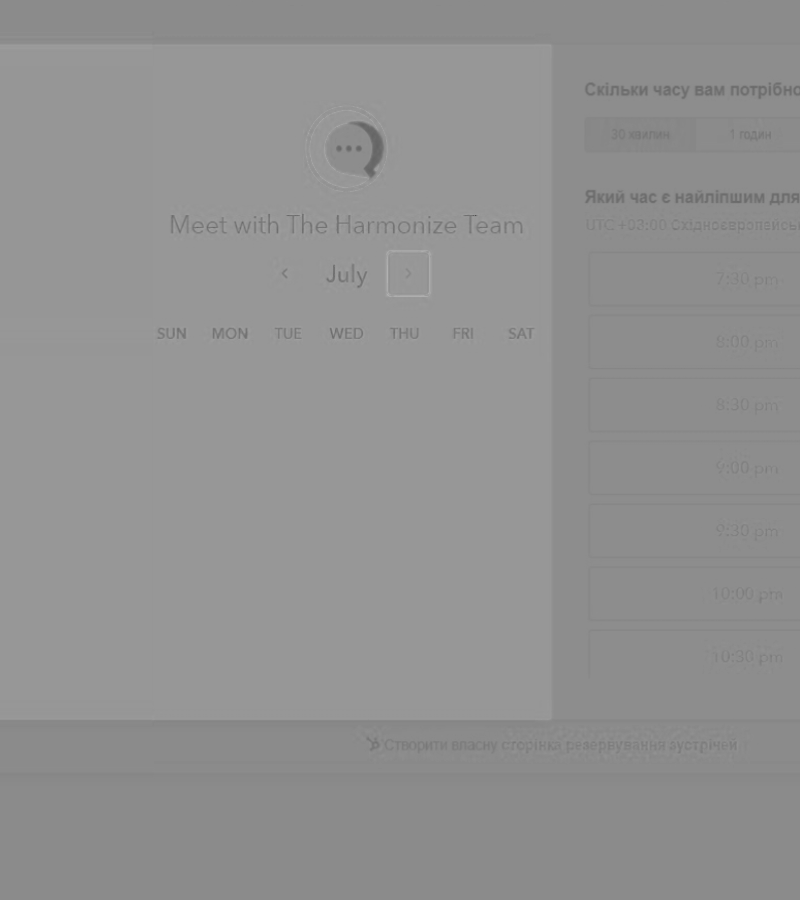 Meet with The Harmonize Team
‹ July ›
SUN MON TUE WED THU FRI SAT
Скільки часу вам потрібно
30 хвилин 1 годин
Який час є найліпшим для
UTC +03:00 Східноєвропейськ
7:30 pm
8:00 pm
8:30 pm
9:00 pm
9:30 pm
10:00 pm
10:30 pm
Створити власну сторінку резервування зустрічей